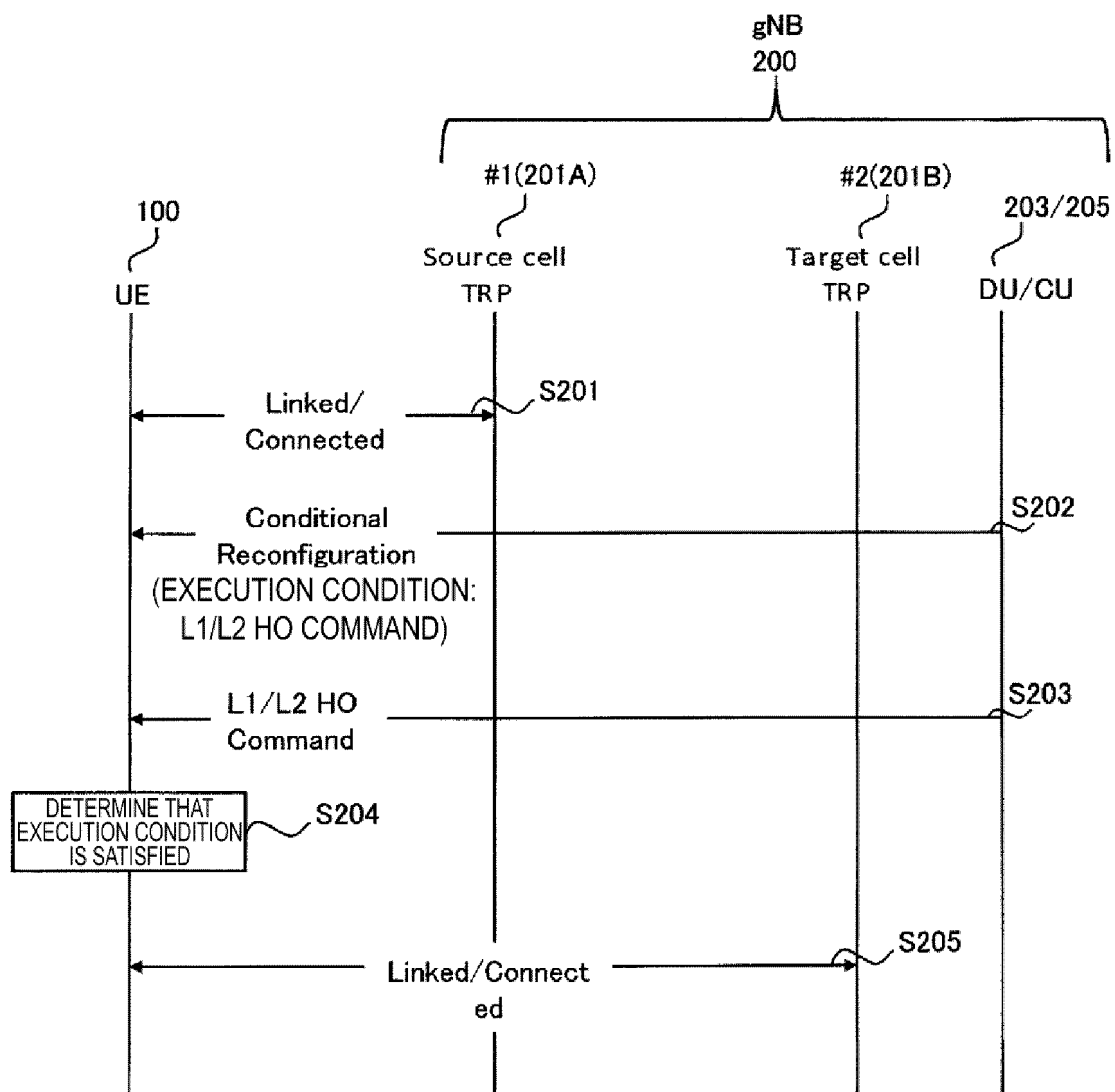 gNB
200
#1(201A)
#2(201B)
203/205
100
Source cell
TRP
Target cell
TRP
DU/CU
UE
S201
Linked/
Connected
S202
Conditional
Reconfiguration
(EXECUTION CONDITION:
L1/L2 HO COMMAND)
S203
L1/L2 HO
Command
DETERMINE THAT
EXECUTION CONDITION
IS SATISFIED
S204
S205
Linked/Connect
ed